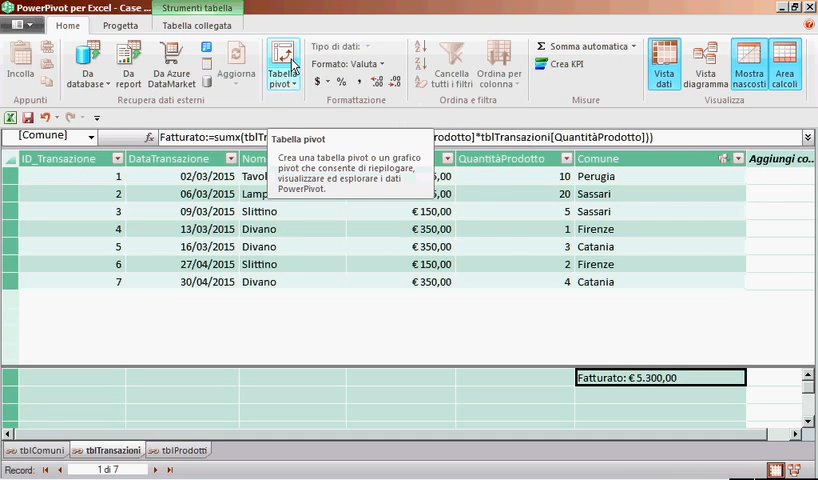 PowerPivot per Excel - Case ...
Strumenti tabella
Home
Progetta
Tabella collegata
Incolla
Da database
Da report
Da Azure DataMarket
Aggiorna
Tabella pivot
Tipo di dati:
Formato: Valuta
$ % ,
Cancella tutti i filtri
Ordina per colonna
Somma automatica
Crea KPI
Vista dati
Vista diagramma
Mostra nascosti
Area calcoli
Appunti
Recupera dati esterni
Formattazione
Ordina e filtra
Misure
[Comune]
fx
Fatturato:=sumx(tblTr
odotto]*tblTransazioni[QuantitàProdotto]))
Tabella pivot
Crea una tabella pivot o un grafico
pivot che consente di riepilogare,
visualizzare ed esplorare i dati
PowerPivot.
ID_Transazione DataTransazione Nom QuantitàProdotto Comune Aggiungi co...
1 02/03/2015 Tavol 5,00 10 Perugia
2 06/03/2015 Lamp 5,00 20 Sassari
3 09/03/2015 Slittino € 150,00 5 Sassari
4 13/03/2015 Divano € 350,00 1 Firenze
5 16/03/2015 Divano € 350,00 3 Catania
6 27/04/2015 Slittino € 150,00 2 Firenze
7 30/04/2015 Divano € 350,00 4 Catania
Fatturato: € 5.300,00
tblComuni
tblTransazioni
tblProdotti
Record:
1 di 7